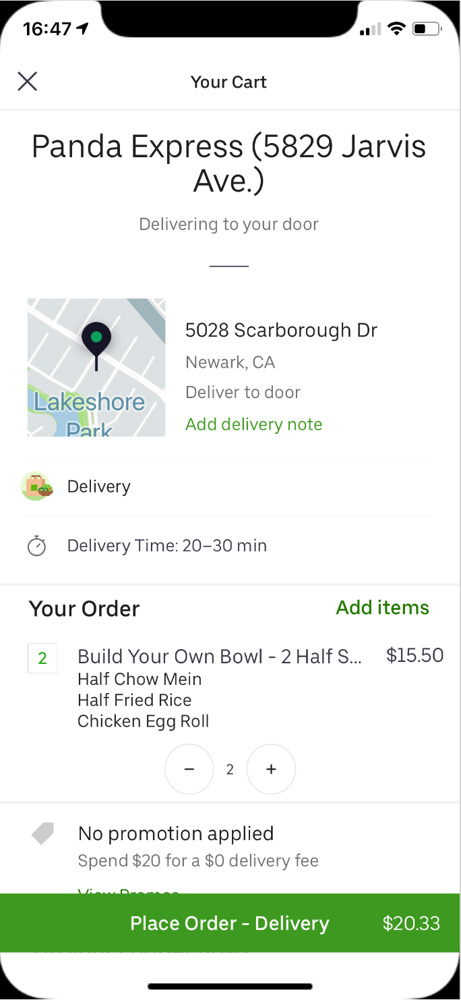 16:47
Your Cart
Panda Express (5829 Jarvis
Ave.)
Delivering to your door
5028 Scarborough Dr
Newark, CA
Deliver to door
Add delivery note
Lakeshore
Park
Delivery
Delivery Time: 20–30 min
Your Order
Add items
2
Build Your Own Bowl - 2 Half S...
$15.50
Half Chow Mein
Half Fried Rice
Chicken Egg Roll
− 2 +
No promotion applied
Spend $20 for a $0 delivery fee
View Promos
Place Order - Delivery
$20.33